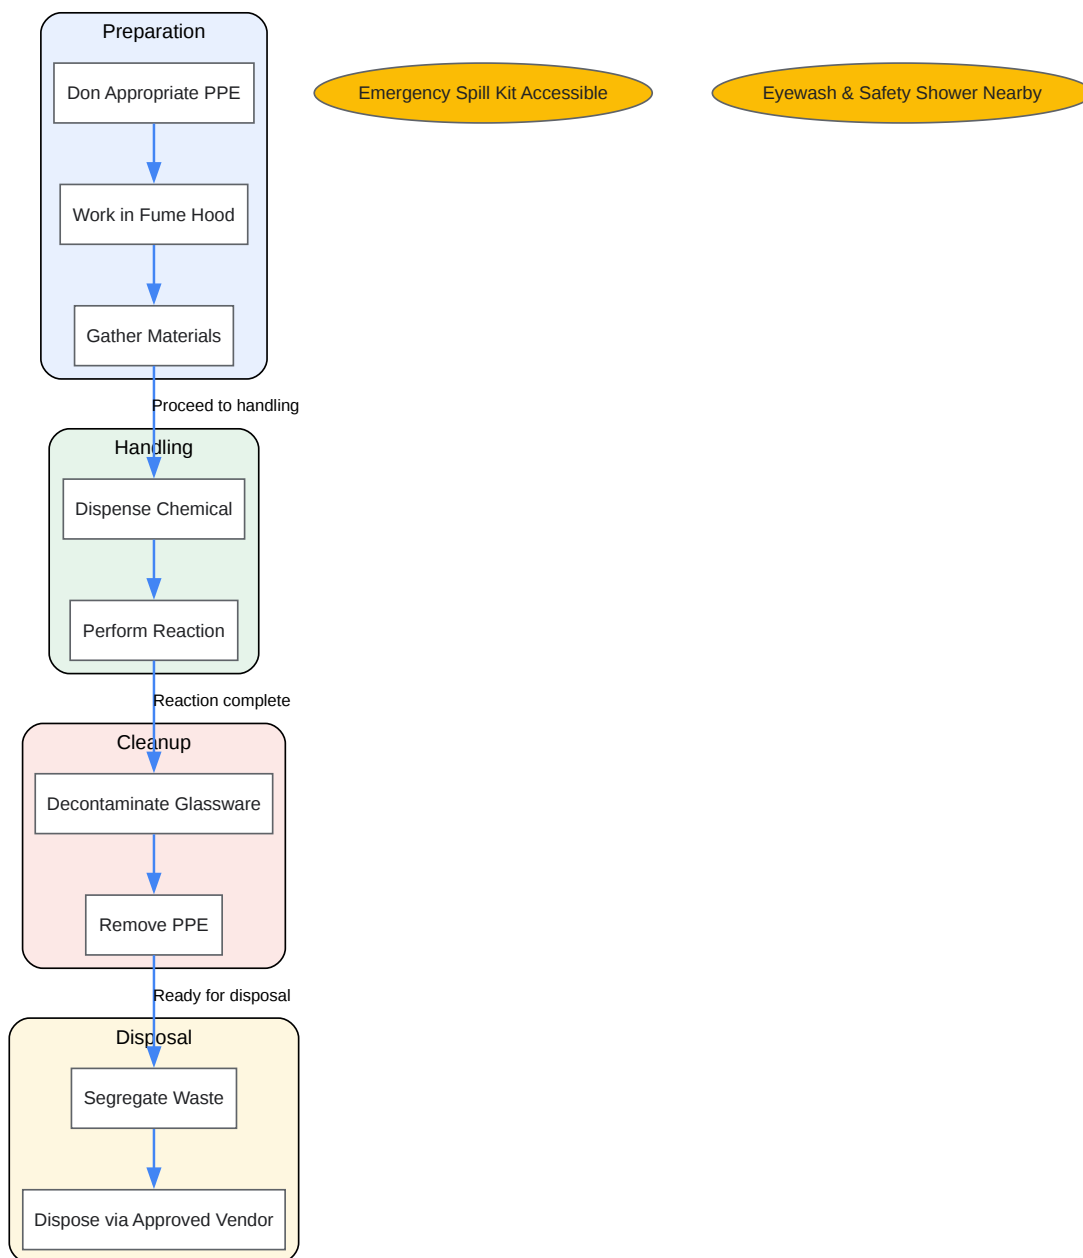 Preparation
Don Appropriate PPE
Emergency Spill Kit Accessible
Eyewash & Safety Shower Nearby
Work in Fume Hood
Gather Materials
Proceed to handling
Handling
Dispense Chemical
Perform Reaction
Reaction complete
Cleanup
Decontaminate Glassware
Remove PPE
Ready for disposal
Disposal
Segregate Waste
Dispose via Approved Vendor